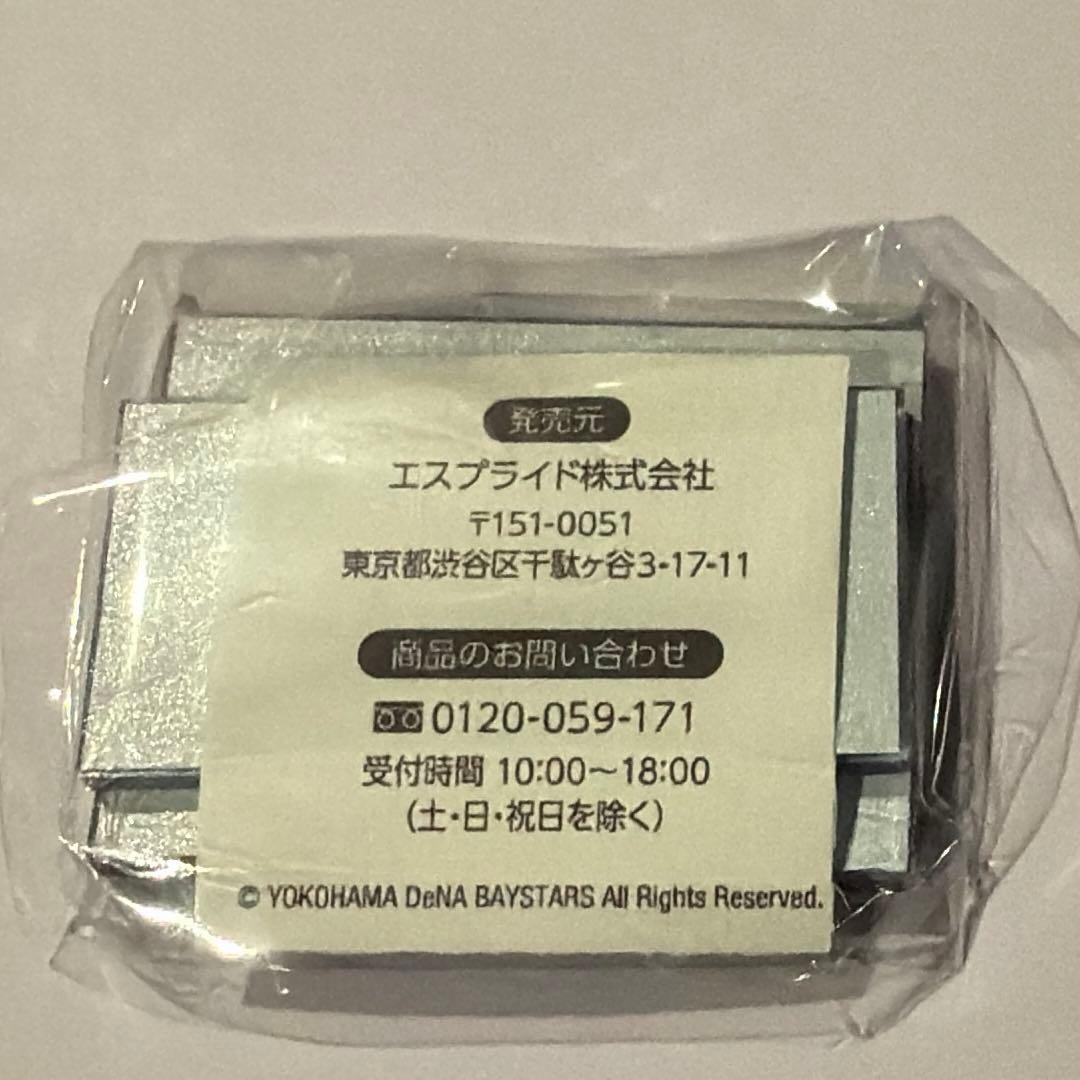 発売元
エスプライド株式会社
〒151-0051
東京都渋谷区千駄ヶ谷3-17-11
商品のお問い合わせ
0120-059-171
受付時間 10:00～18:00
(土・日・祝日を除く)
© YOKOHAMA DeNA BAYSTARS All Rights Reserved.